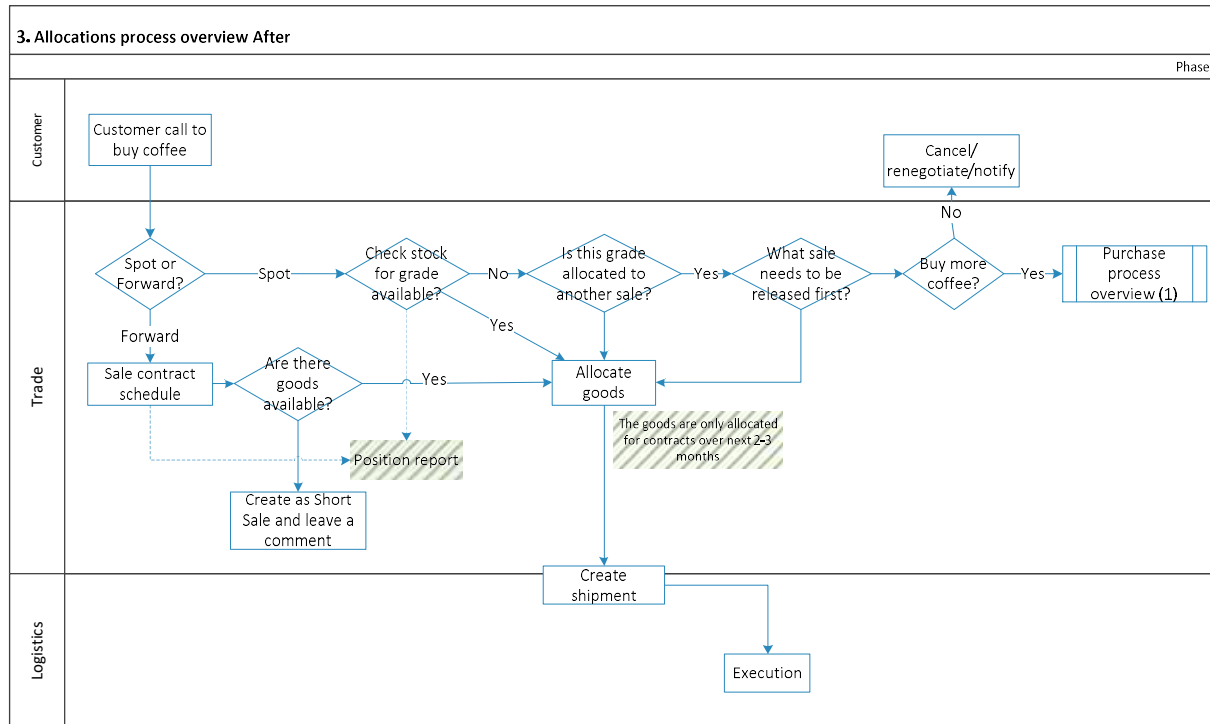 3. Allocations process overview After
Phase
Customer
Customer call to
buy coffee
Cancel/
renegotiate/notify
No
Trade
Spot or
Forward?
Spot
Check stock
for grade
available?
No
Is this grade
allocated to
another sale?
Yes
What sale
needs to be
released first?
Buy more
coffee?
Yes
Purchase
process
overview (1)
Yes
Forward
Sale contract
schedule
Are there
goods
available?
Yes
Allocate
goods
The goods are only allocated
for contracts over next 2-3
months
Position report
Create as Short
Sale and leave a
comment
Logistics
Create
shipment
Execution